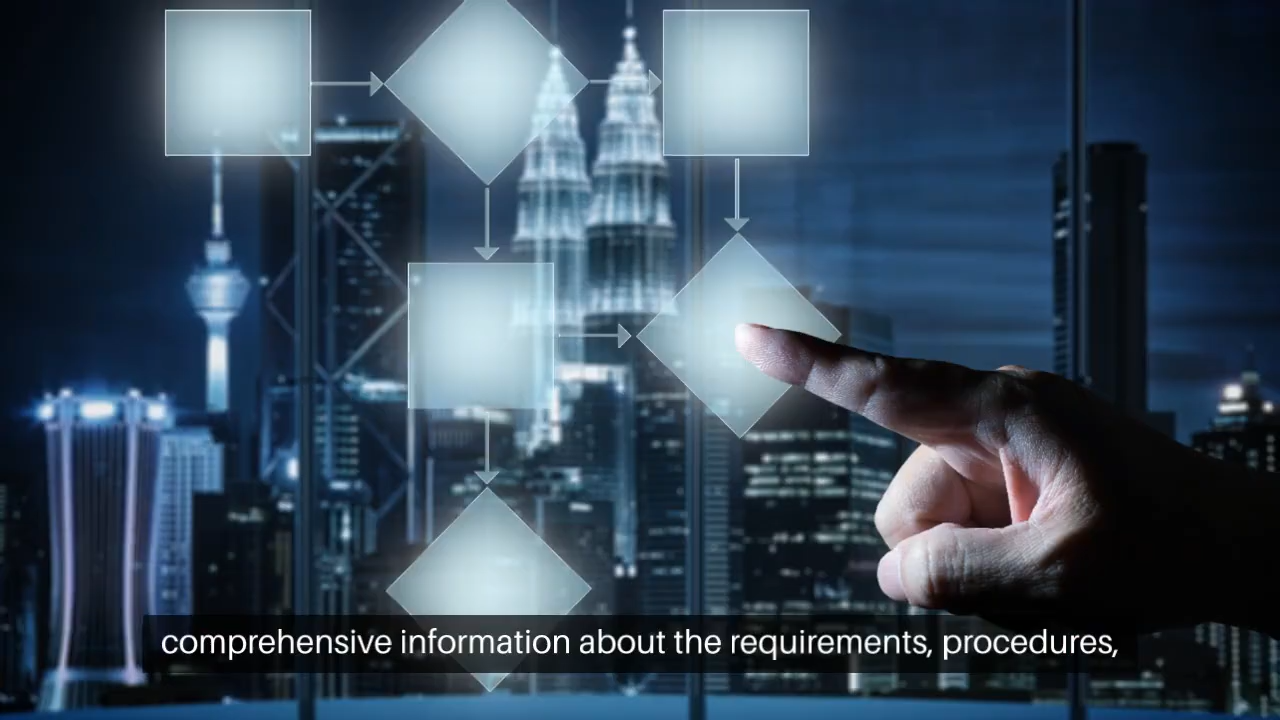 comprehensive information about the requirements, procedures,